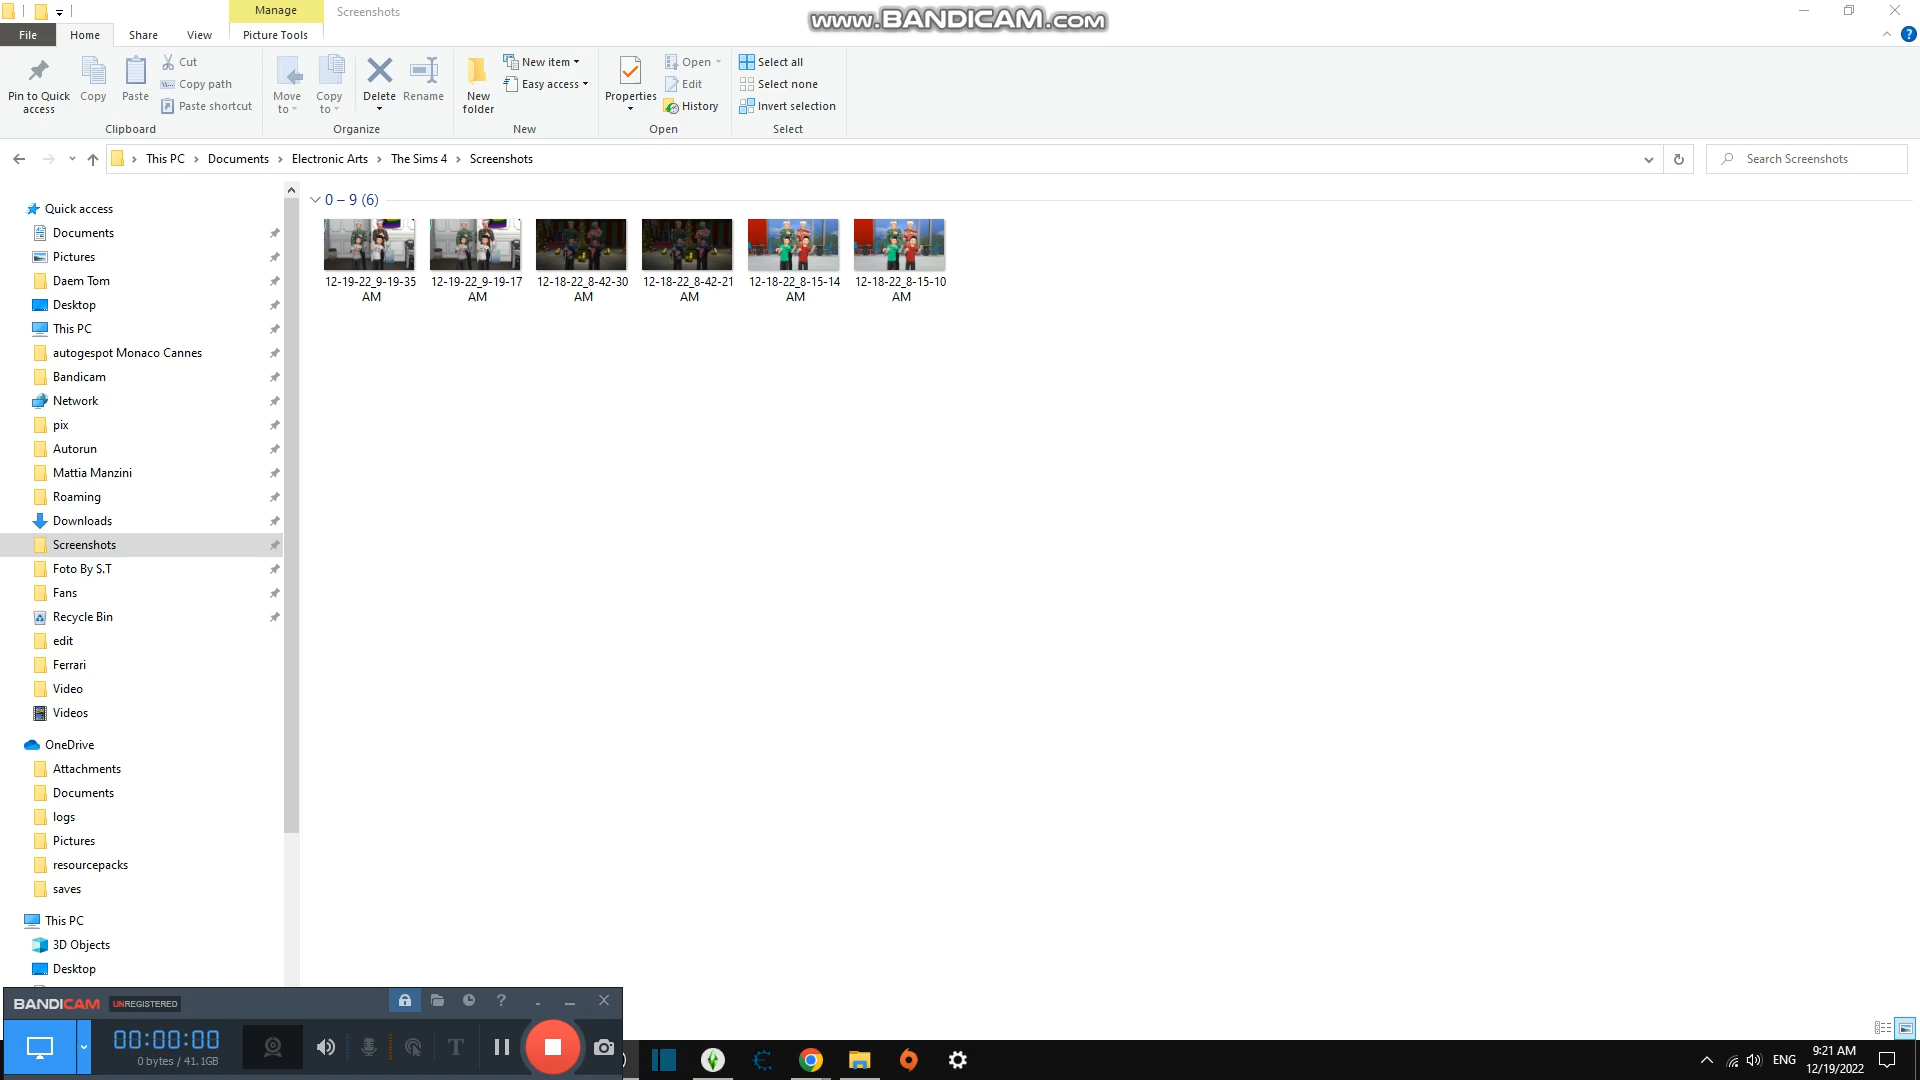 Manage
Screenshots
www.BANDICAM.com
File
Home
Share
View
Picture Tools
Pin to Quick access
Copy
Paste
Cut
Copy path
Paste shortcut
Clipboard
Move to
Copy to
Delete
Rename
Organize
New folder
New item
Easy access
New
Properties
Open
Edit
History
Open
Select all
Select none
Invert selection
Select
This PC > Documents > Electronic Arts > The Sims 4 > Screenshots
Search Screenshots
0 – 9 (6)
12-19-22_9-19-35 AM
12-19-22_9-19-17 AM
12-18-22_8-42-30 AM
12-18-22_8-42-21 AM
12-18-22_8-15-14 AM
12-18-22_8-15-10 AM
Quick access
Documents
Pictures
Daem Tom
Desktop
This PC
autogespot Monaco Cannes
Bandicam
Network
pix
Autorun
Mattia Manzini
Roaming
Downloads
Screenshots
Foto By S.T
Fans
Recycle Bin
edit
Ferrari
Video
Videos
OneDrive
Attachments
Documents
logs
Pictures
resourcepacks
saves
This PC
3D Objects
Desktop
BANDICAM UNREGISTERED
00:00:00
0 bytes / 41.1GB
ENG
9:21 AM
12/19/2022